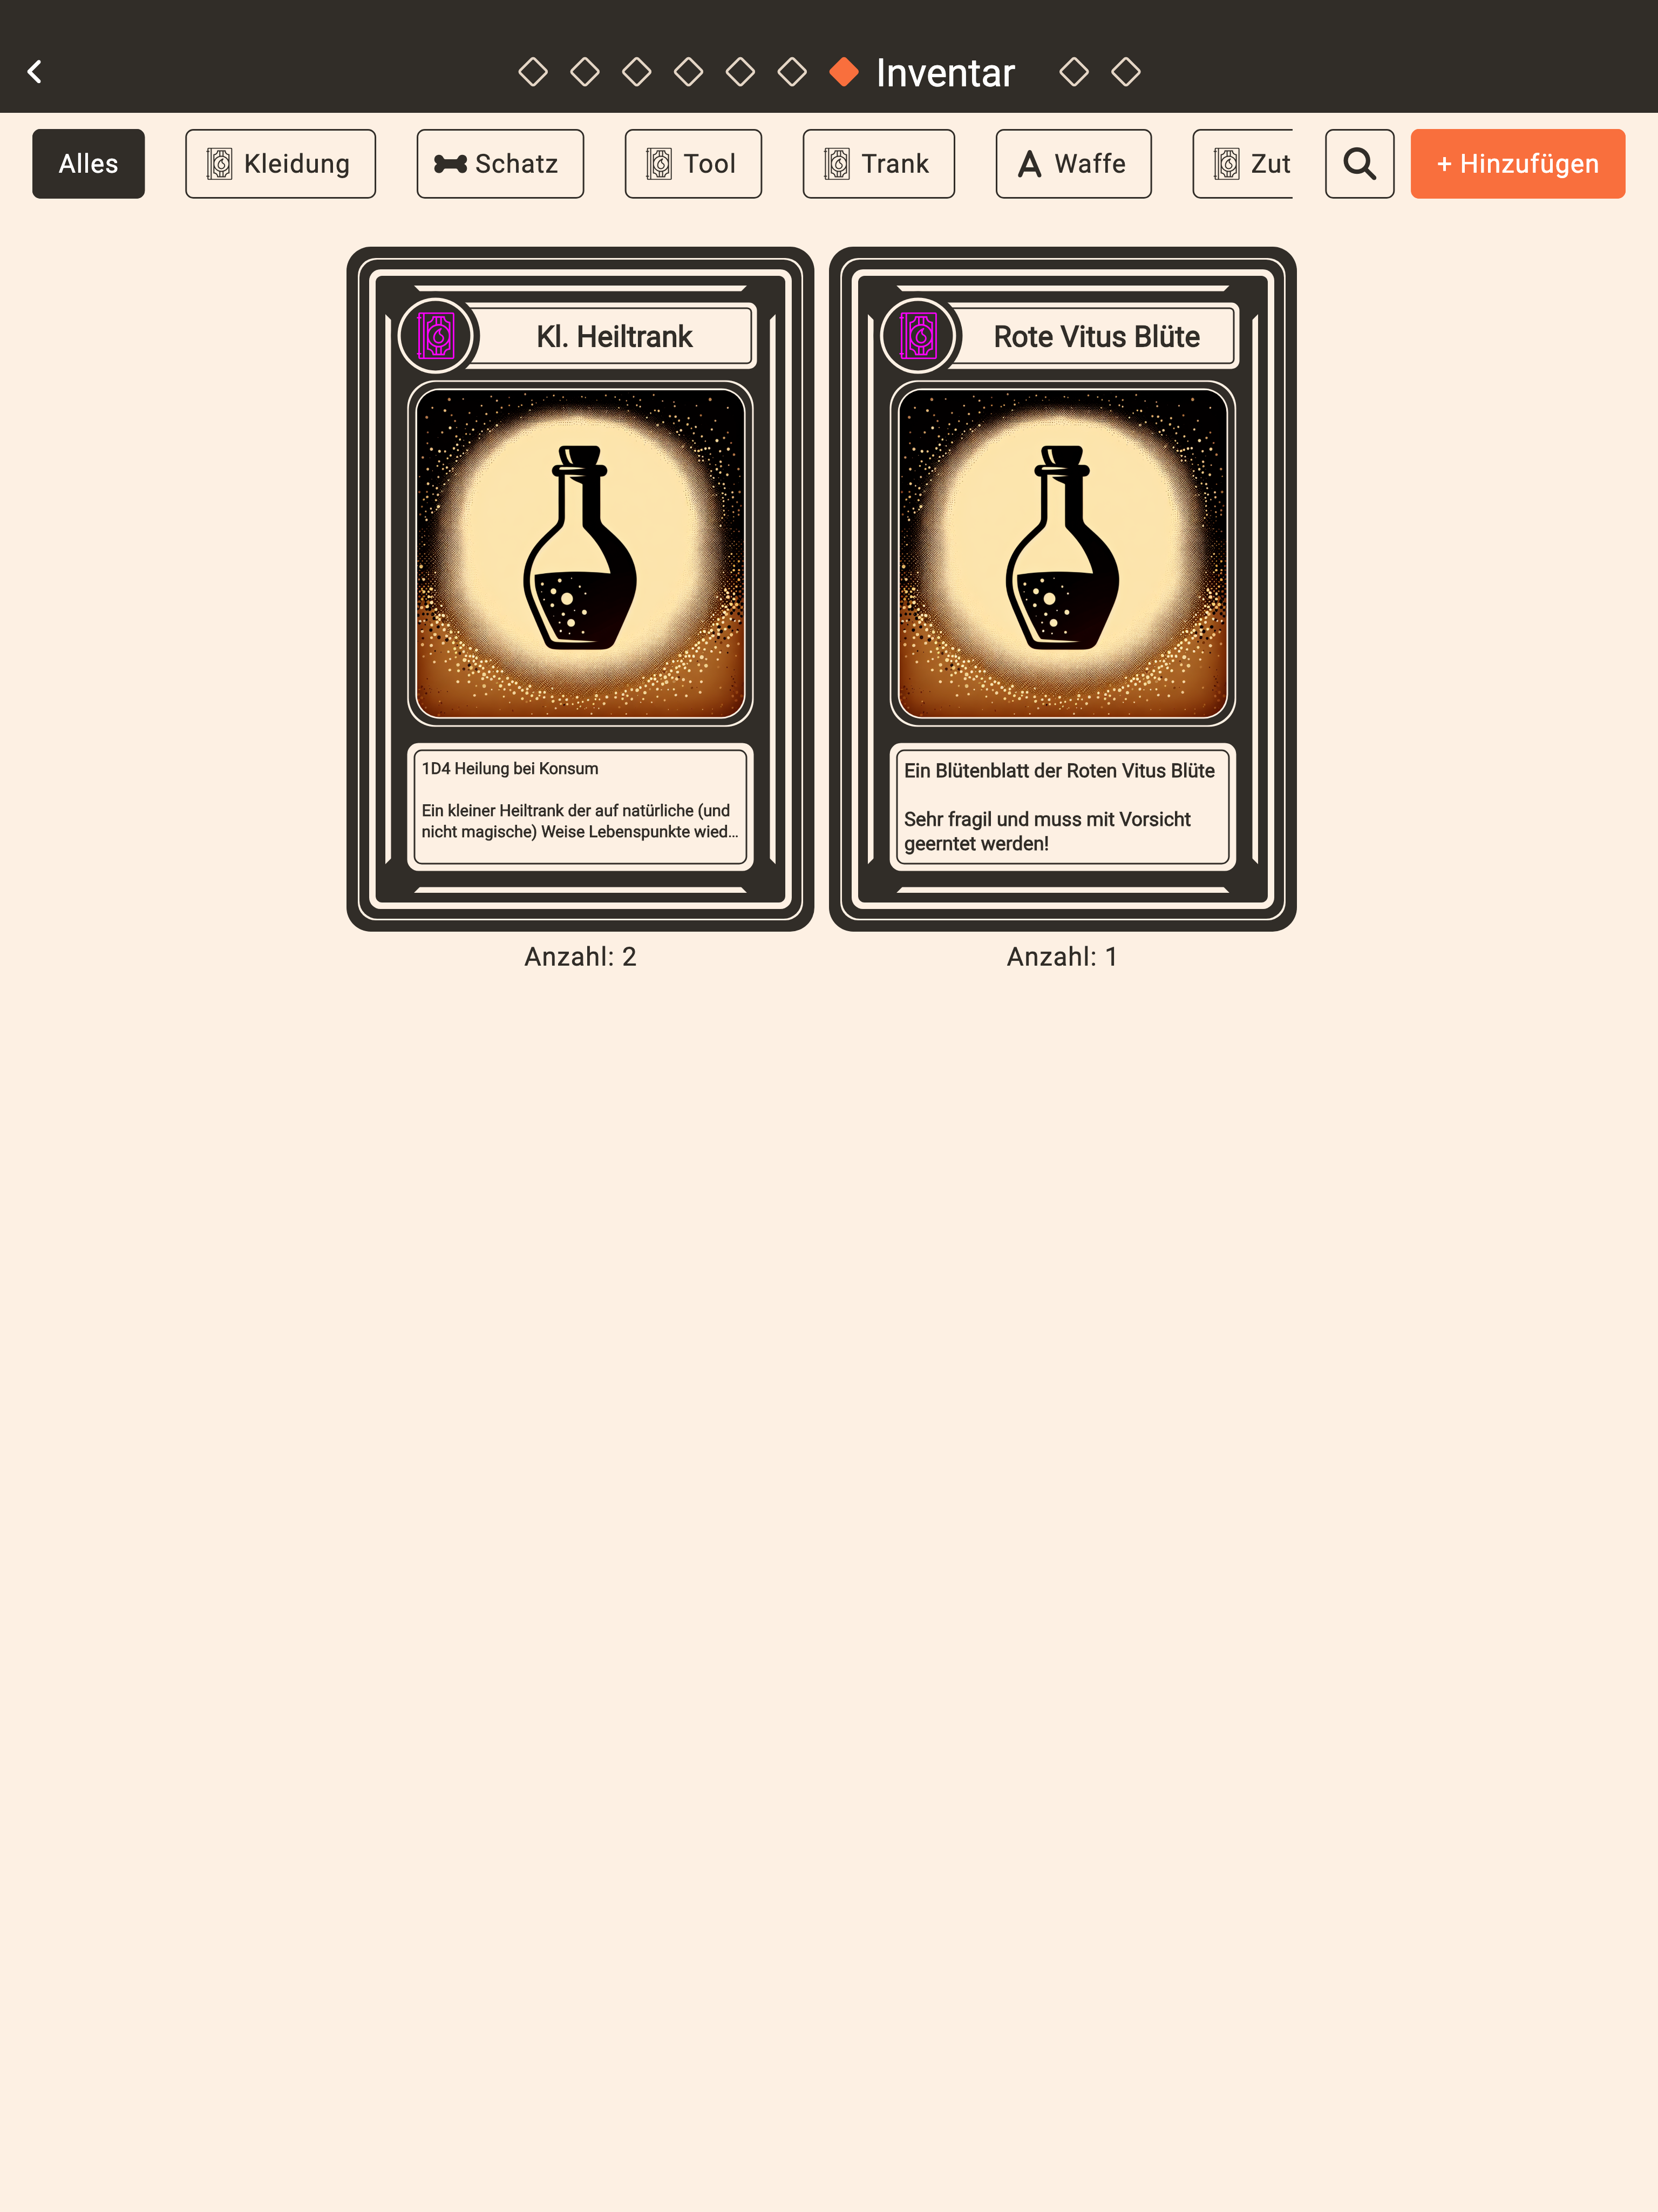 Inventar
Alles
Kleidung
Schatz
Tool
Trank
Waffe
Zut
+ Hinzufügen
Kl. Heiltrank
1D4 Heilung bei Konsum
Ein kleiner Heiltrank der auf natürliche (und
nicht magische) Weise Lebenspunkte wied...
Anzahl: 2
Rote Vitus Blüte
Ein Blütenblatt der Roten Vitus Blüte
Sehr fragil und muss mit Vorsicht
geerntet werden!
Anzahl: 1